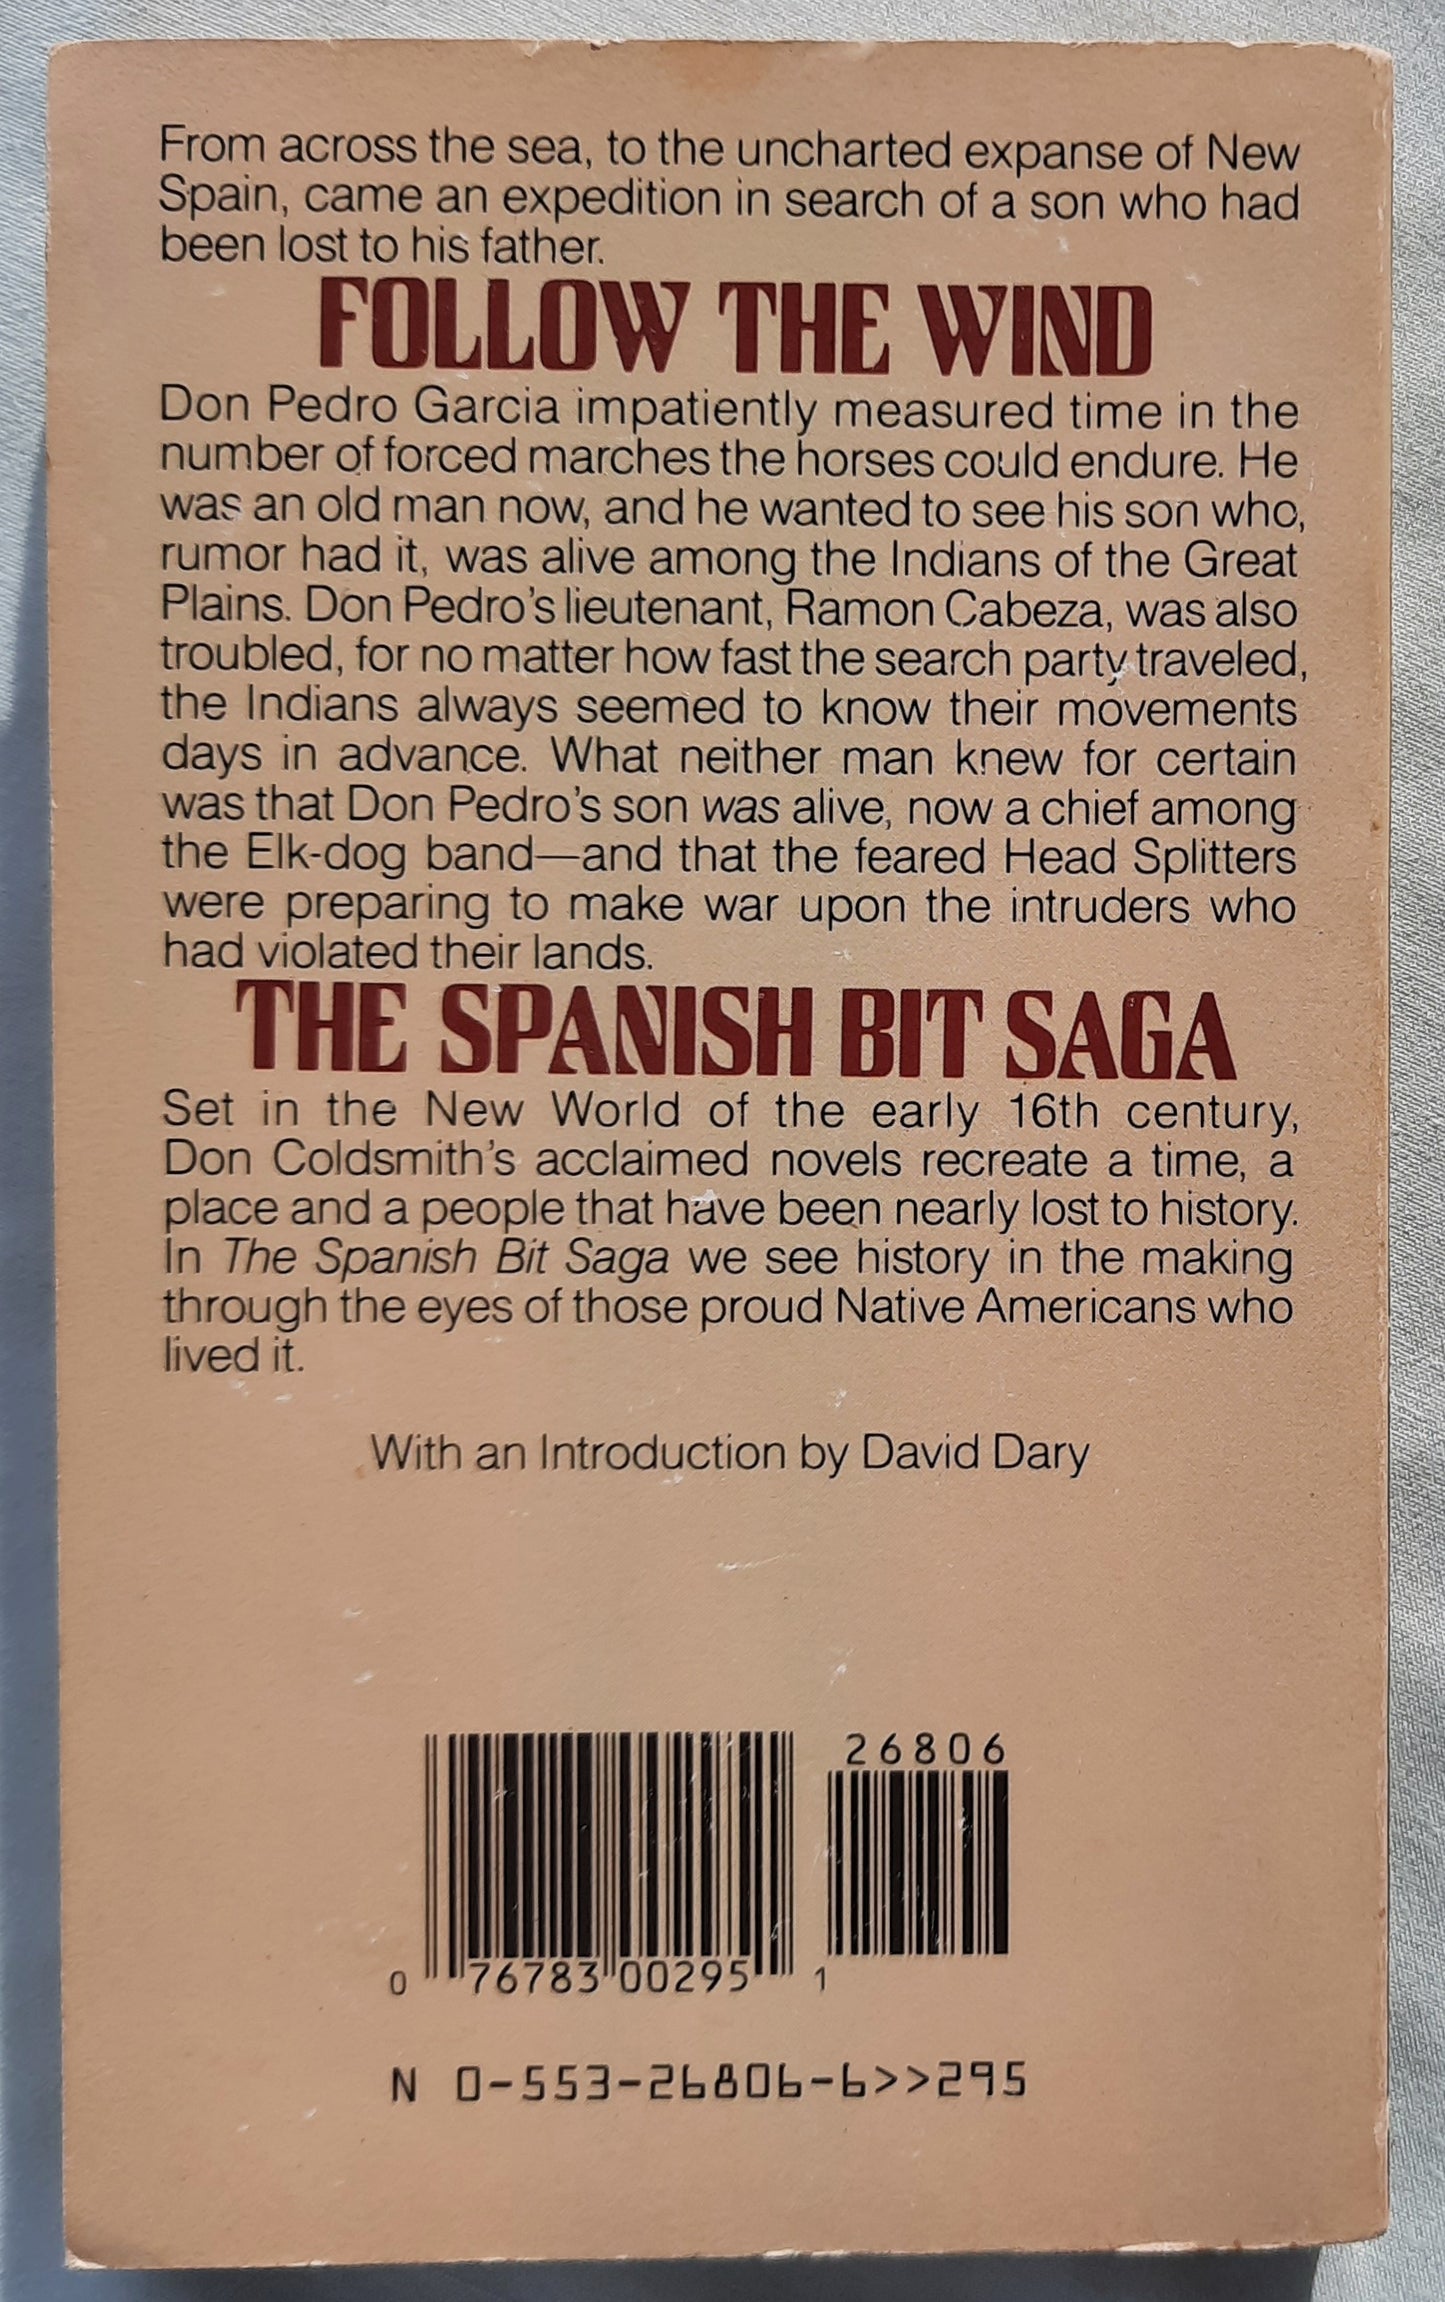 From across the sea, to the uncharted expanse of New
Spain, came an expedition in search of a son who had
been lost to his father.
FOLLOW THE WIND
Don Pedro Garcia impatiently measured time in the
number of forced marches the horses could endure. He
was an old man now, and he wanted to see his son who,
rumor had it, was alive among the Indians of the Great
Plains. Don Pedro's lieutenant, Ramon Cabeza, was also
troubled, for no matter how fast the search party traveled,
the Indians always seemed to know their movements
days in advance. What neither man knew for certain
was that Don Pedro's son was alive, now a chief among
the Elk-dog band—and that the feared Head Splitters
were preparing to make war upon the intruders who
had violated their lands.
THE SPANISH BIT SAGA
Set in the New World of the early 16th century,
Don Coldsmith's acclaimed novels recreate a time, a
place and a people that have been nearly lost to history.
In The Spanish Bit Saga we see history in the making
through the eyes of those proud Native Americans who
lived it.
With an Introduction by David Dary
26806
0 76783 00295 1
N 0-553-26806-6>>295